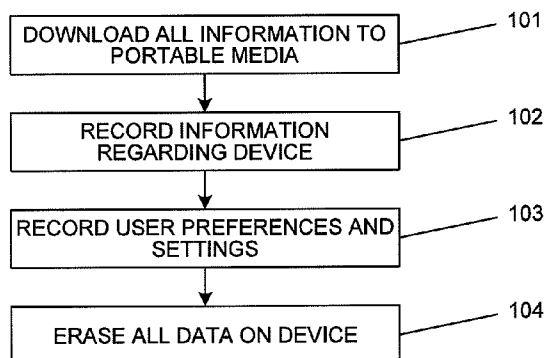 DOWNLOAD ALL INFORMATION TO
PORTABLE MEDIA
101
RECORD INFORMATION
REGARDING DEVICE
102
RECORD USER PREFERENCES AND
SETTINGS
103
ERASE ALL DATA ON DEVICE
104